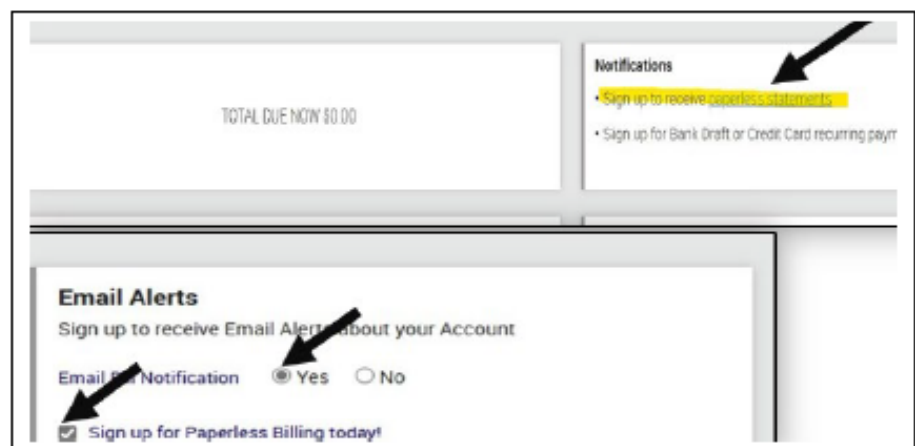 Notifications
• Sign up to receive paperless statements
TOTAL DUE NOW $0.00
• Sign up for Bank Draft or Credit Card recurring paym
Email Alerts
Sign up to receive Email Alerts about your Account
Email Bill Notification Yes No
Sign up for Paperless Billing today!